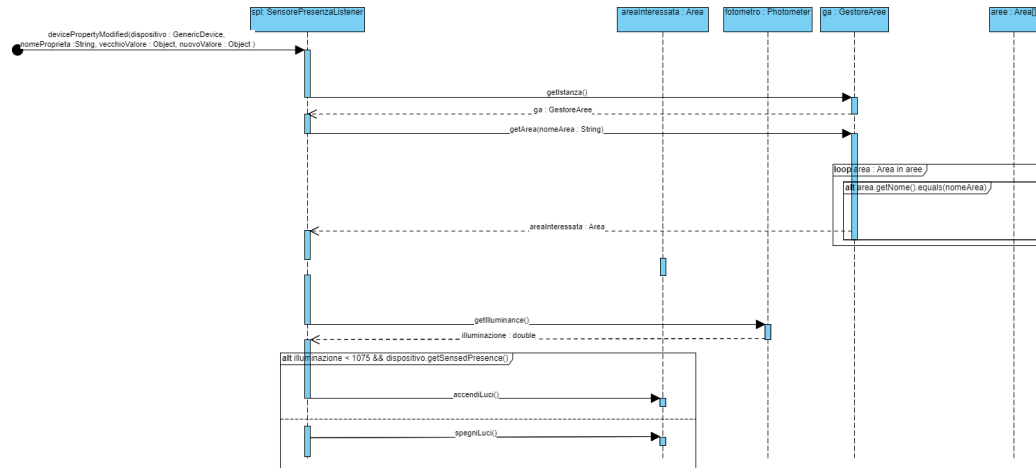 spl: SensorePresenzaListener
areaInteressata : Area
fotometro : Photometer
ga : GestoreAree
aree : Area[]
devicePropertyModified(dispositivo : GenericDevice,
nomeProprieta :String, vecchioValore : Object, nuovoValore : Object )
getIstanza()
ga : GestoreAree
getArea(nomeArea : String)
loop area : Area in aree
alt area.getNome().equals(nomeArea)
areaInteressata : Area
getIlluminance()
illuminazione : double
alt illuminazione < 1075 && dispositivo.getSensedPresence()
accendiLuci()
spegniLuci()